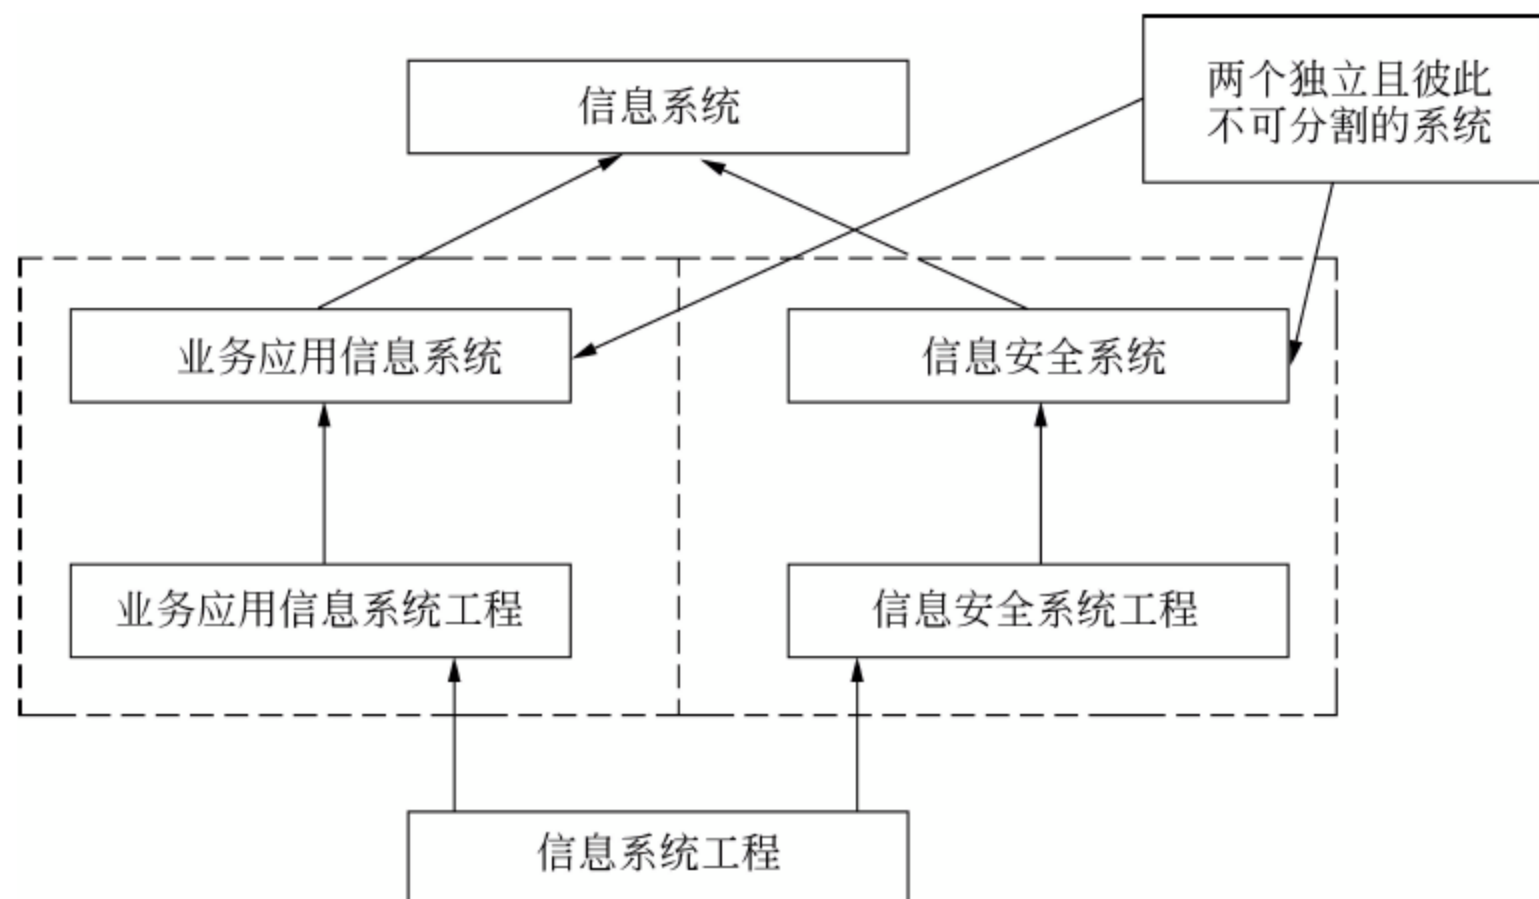 信息系统
两个独立且彼此
不可分割的系统
业务应用信息系统
信息安全系统
业务应用信息系统工程
信息安全系统工程
信息系统工程